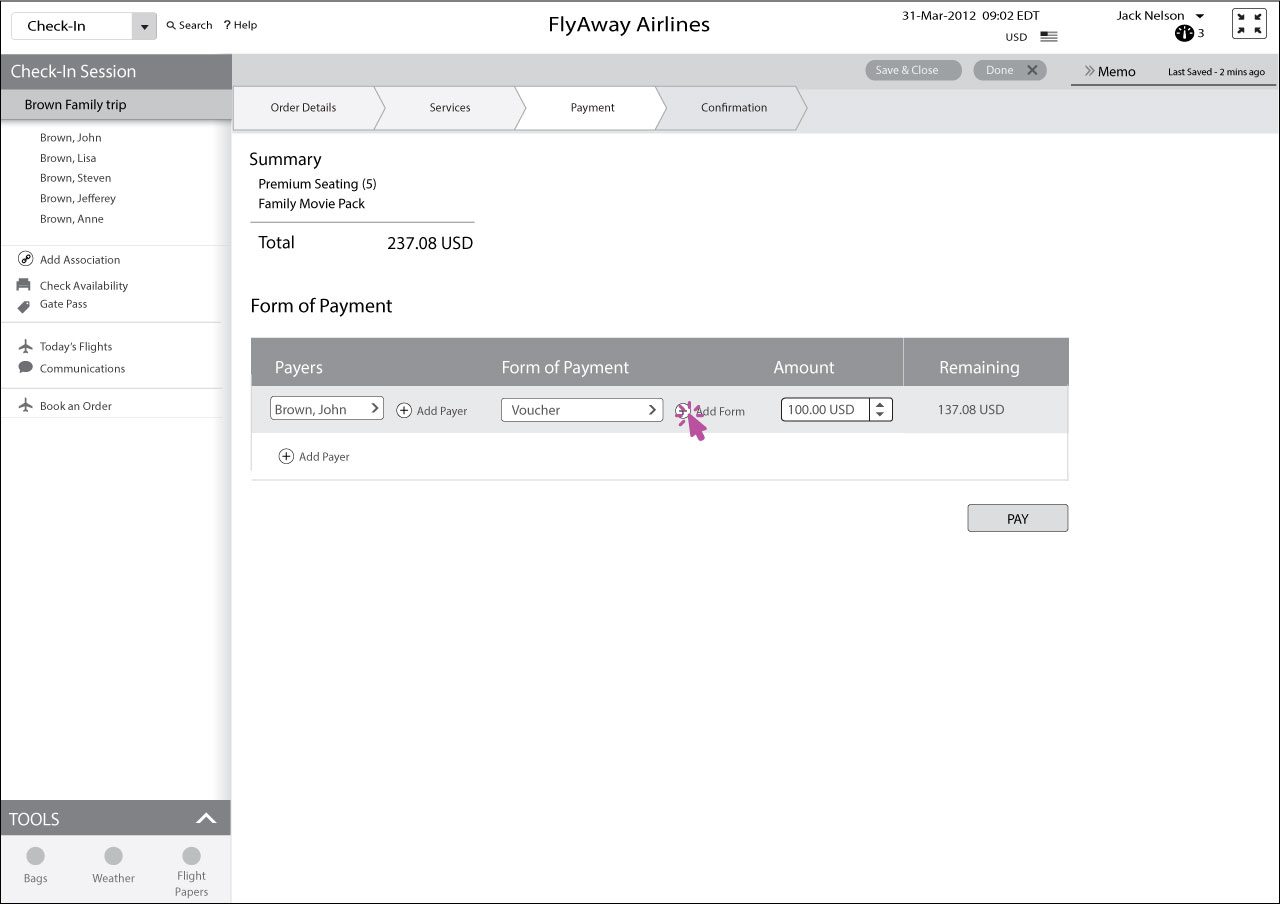 Check-In
Search
? Help
FlyAway Airlines
31-Mar-2012 09:02 EDT
USD
Jack Nelson
3
Check-In Session
Save & Close
Done
Memo
Last Saved - 2 mins ago
Brown Family trip
Order Details
Services
Payment
Confirmation
Brown, John
Brown, Lisa
Brown, Steven
Brown, Jefferey
Brown, Anne
Add Association
Check Availability
Gate Pass
Today's Flights
Communications
Book an Order
Summary
Premium Seating (5)
Family Movie Pack
Total 237.08 USD
Form of Payment
Payers Form of Payment Amount Remaining
Brown, John Add Payer Voucher Add Form 100.00 USD 137.08 USD
Add Payer
PAY
TOOLS
Bags
Weather
Flight
Papers